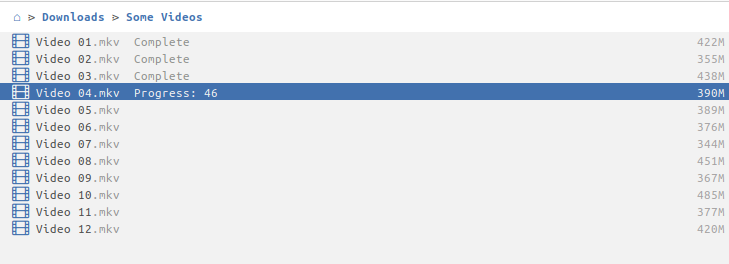 ⌂ > Downloads > Some Videos
Video 01.mkv Complete 422M
Video 02.mkv Complete 355M
Video 03.mkv Complete 438M
Video 04.mkv Progress: 46 390M
Video 05.mkv 389M
Video 06.mkv 376M
Video 07.mkv 344M
Video 08.mkv 451M
Video 09.mkv 367M
Video 10.mkv 485M
Video 11.mkv 377M
Video 12.mkv 420M